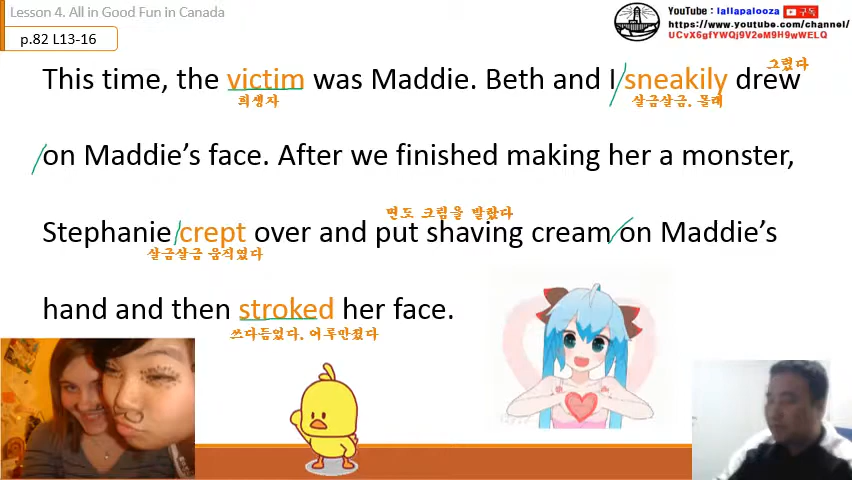 Lesson 4. All in Good Fun in Canada
p.82 L13-16
YouTube : lallapalooza 구독
https://www.youtube.com/channel/
UCvX6gfYWQj9V2eM9H9wWELQ
그렸다
This time, the victim was Maddie. Beth and I sneakily drew
희생자 살금살금. 몰래
on Maddie’s face. After we finished making her a monster,
면도 크림을 발랐다
Stephanie crept over and put shaving cream on Maddie’s
살금살금 움직였다
hand and then stroked her face.
쓰다듬었다. 어루만졌다